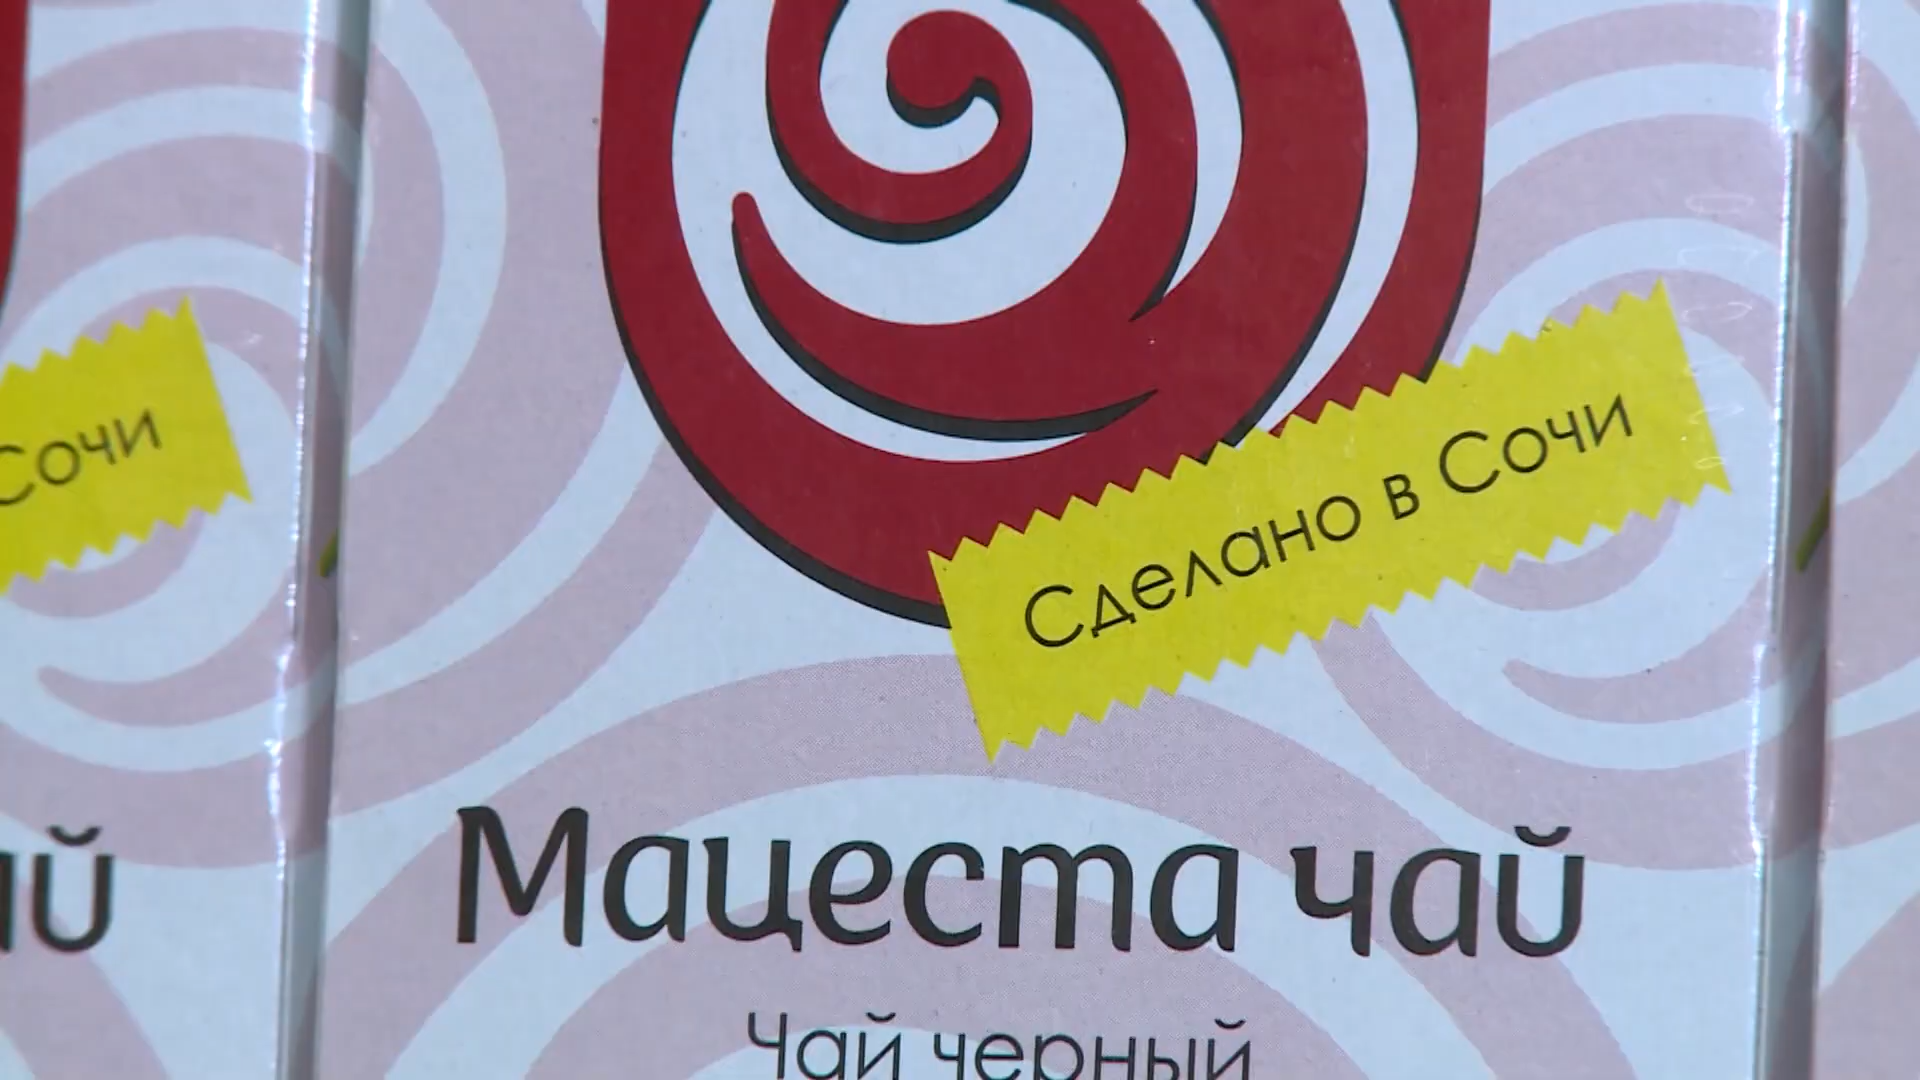 Сделано в Сочи
Мацеста чай
Чай черный
Сочи